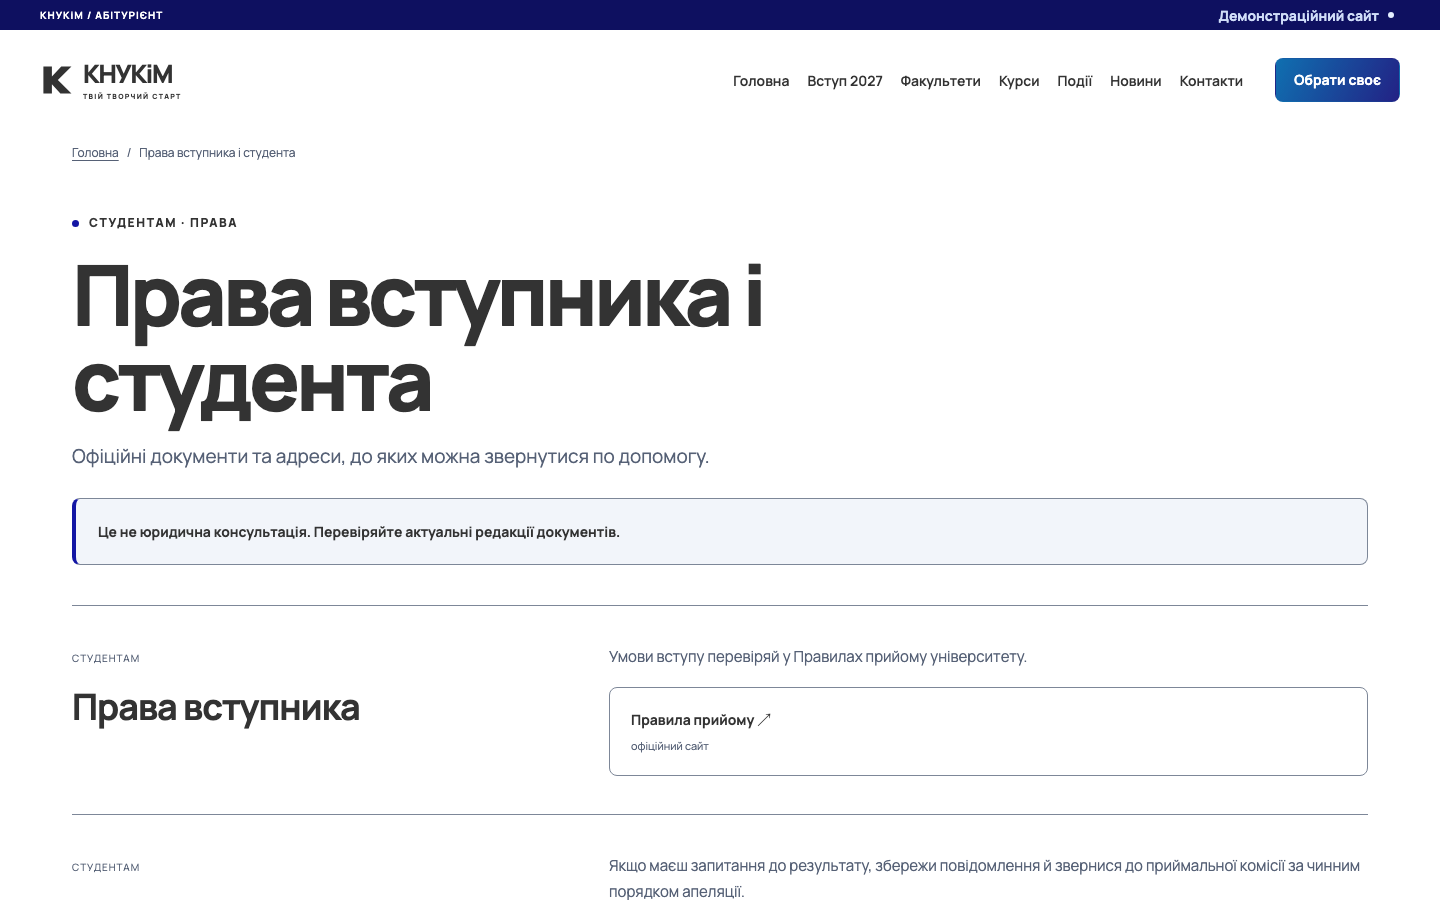 КНУКІМ / АБІТУРІЄНТ
Демонстраційний сайт
К КНУКіМ
ТВІЙ ТВОРЧИЙ СТАРТ
Головна Вступ 2027 Факультети Курси Події Новини Контакти Обрати своє
Головна / Права вступника і студента
СТУДЕНТАМ · ПРАВА
Права вступника і
студента
Офіційні документи та адреси, до яких можна звернутися по допомогу.
Це не юридична консультація. Перевіряйте актуальні редакції документів.
СТУДЕНТАМ
Права вступника
Умови вступу перевіряй у Правилах прийому університету.
Правила прийому ↗
офіційний сайт
СТУДЕНТАМ
Якщо маєш запитання до результату, збережи повідомлення й звернися до приймальної комісії за чинним
порядком апеляції.